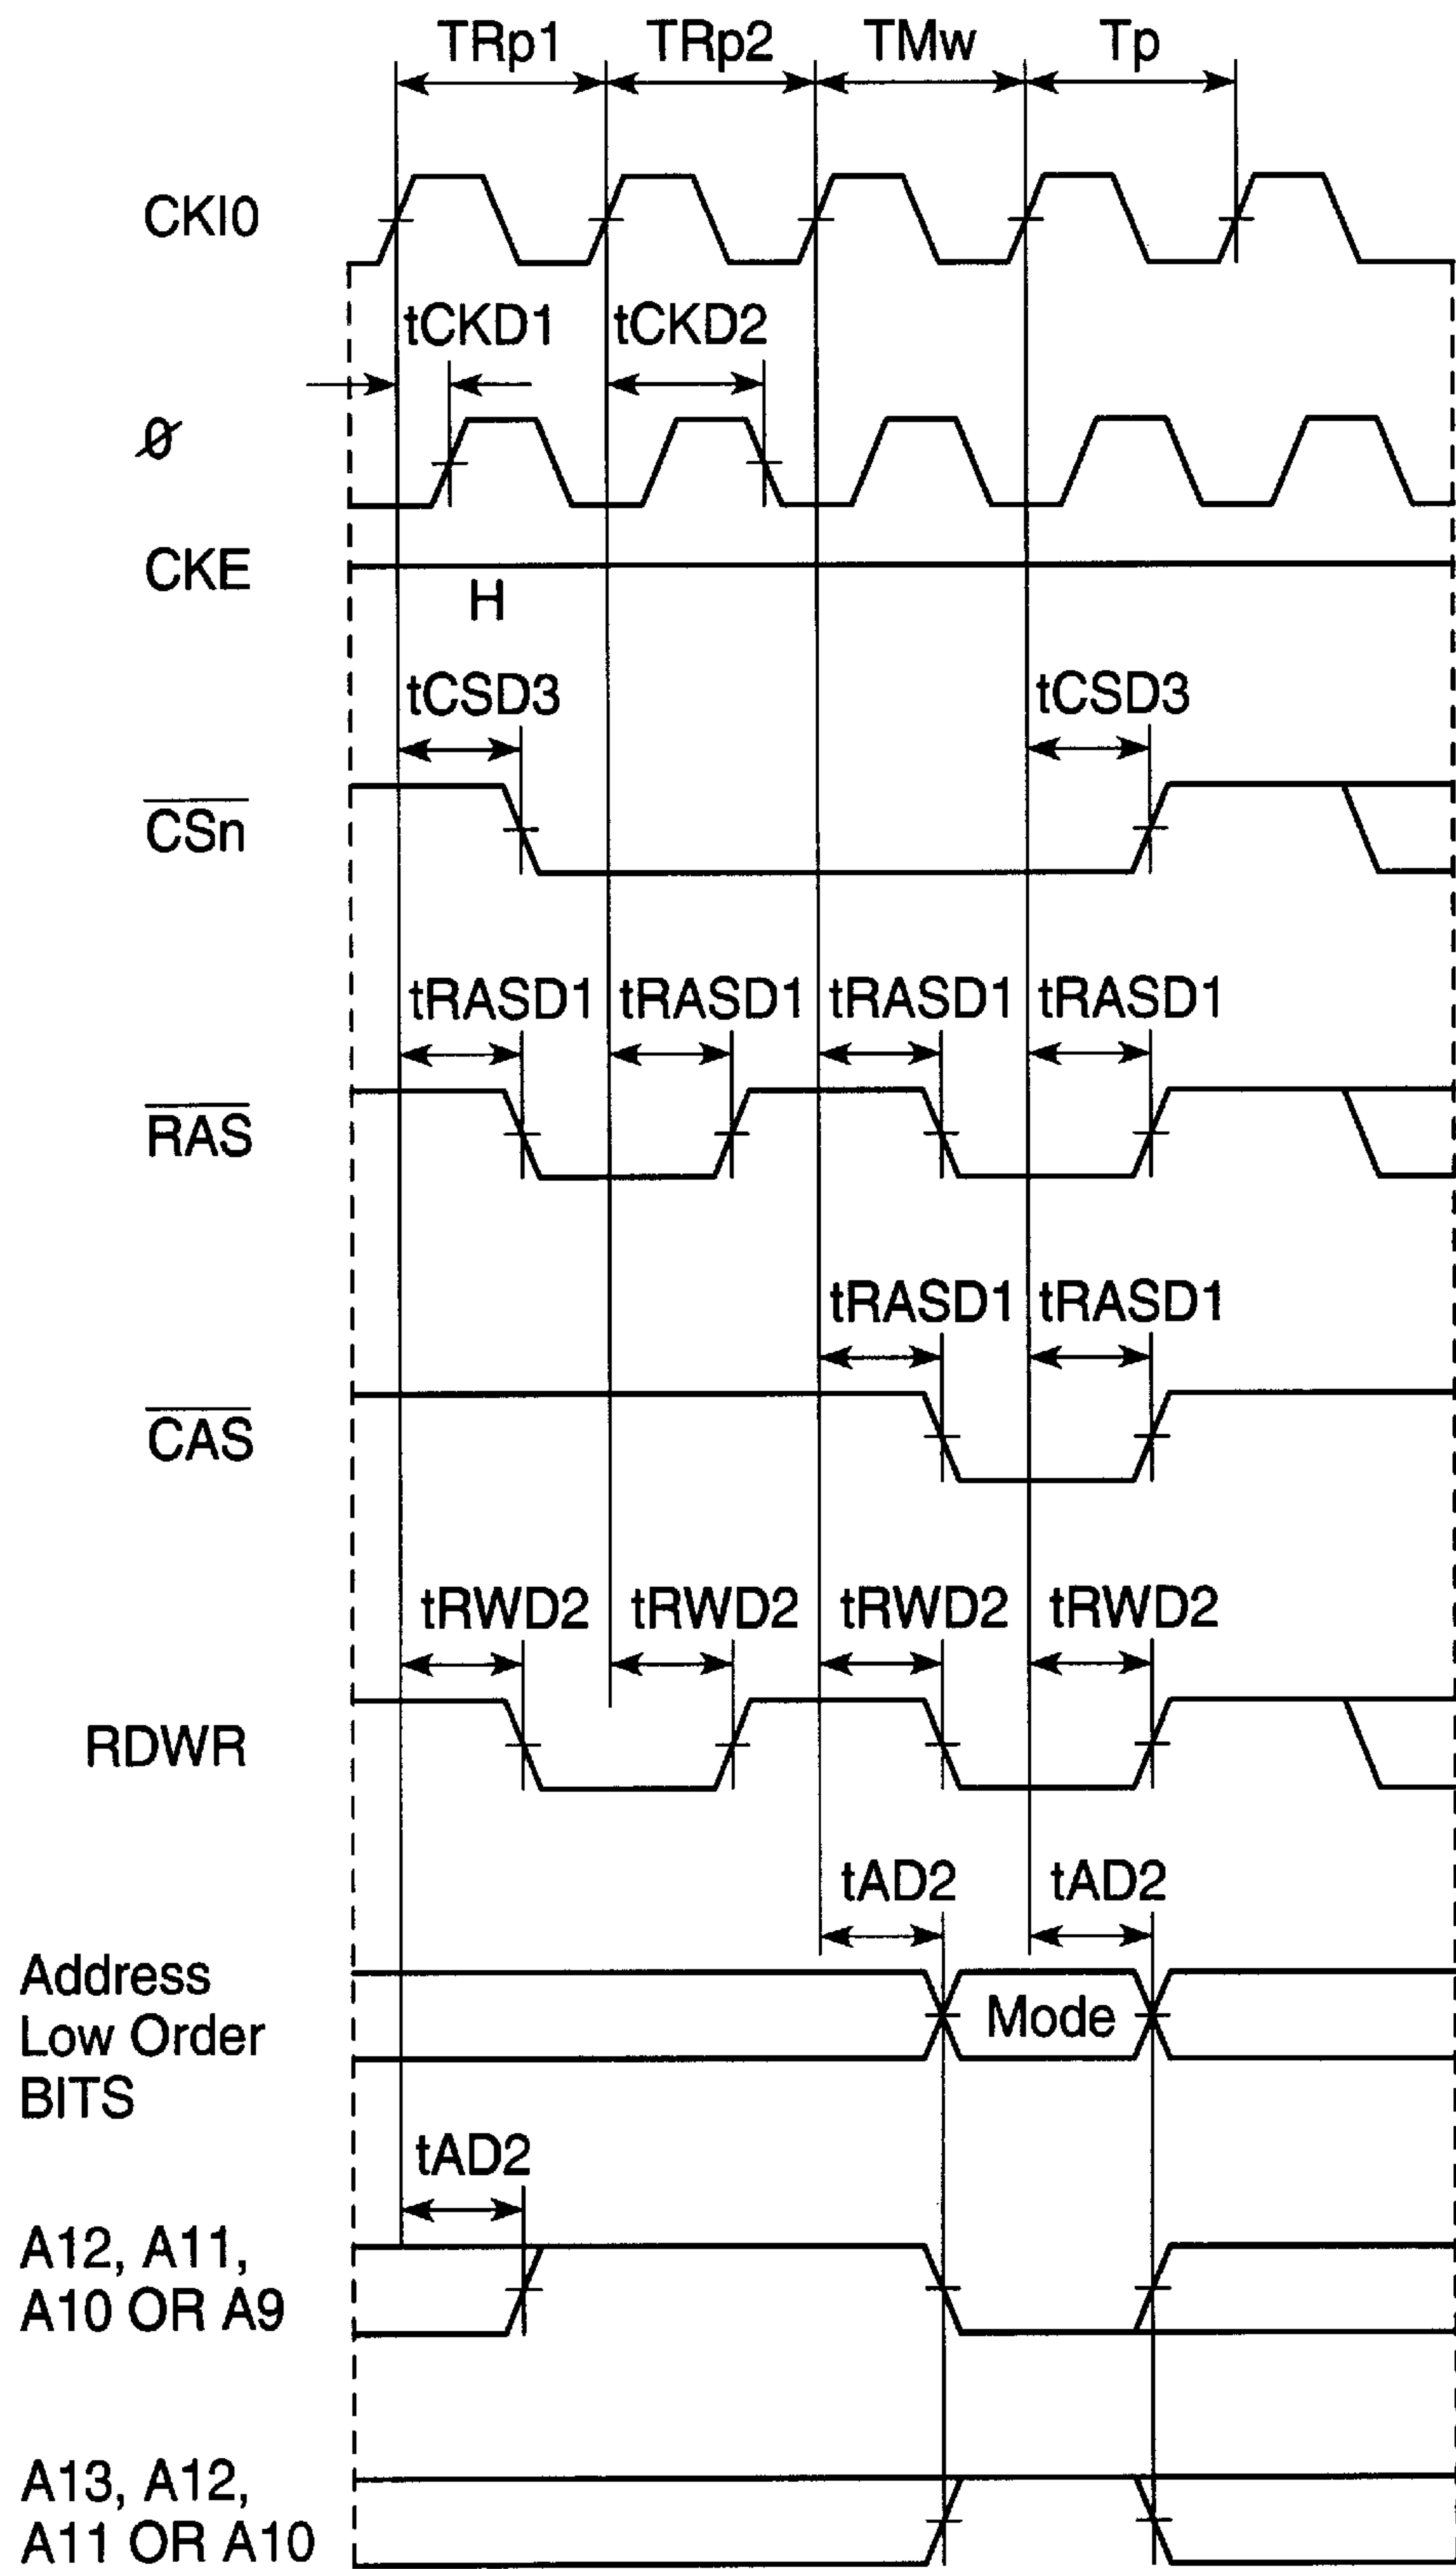 TRp1 TRp2 TMw Tp
CKI0
tCKD1 tCKD2
Ø
CKE
H
tCSD3 tCSD3
CSn
tRASD1 tRASD1 tRASD1 tRASD1
RAS
tRASD1 tRASD1
CAS
tRWD2 tRWD2 tRWD2 tRWD2
RDWR
tAD2 tAD2
Address
Low Order
BITS
Mode
tAD2
A12, A11,
A10 OR A9
A13, A12,
A11 OR A10